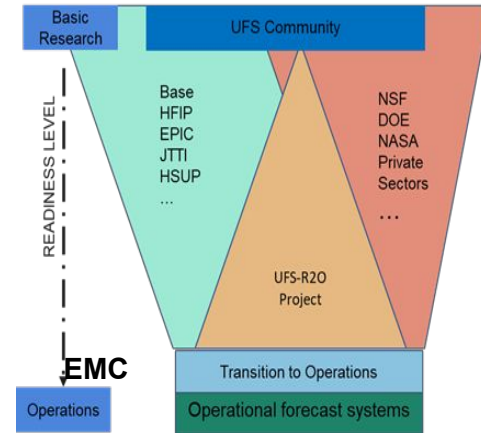 Basic
Research
UFS Community
Base
HFIP
EPIC
JTTI
HSUP
...
NSF
DOE
NASA
Private
Sectors
...
READINESS LEVEL
UFS-R2O
Project
EMC
Transition to Operations
Operations
Operational forecast systems